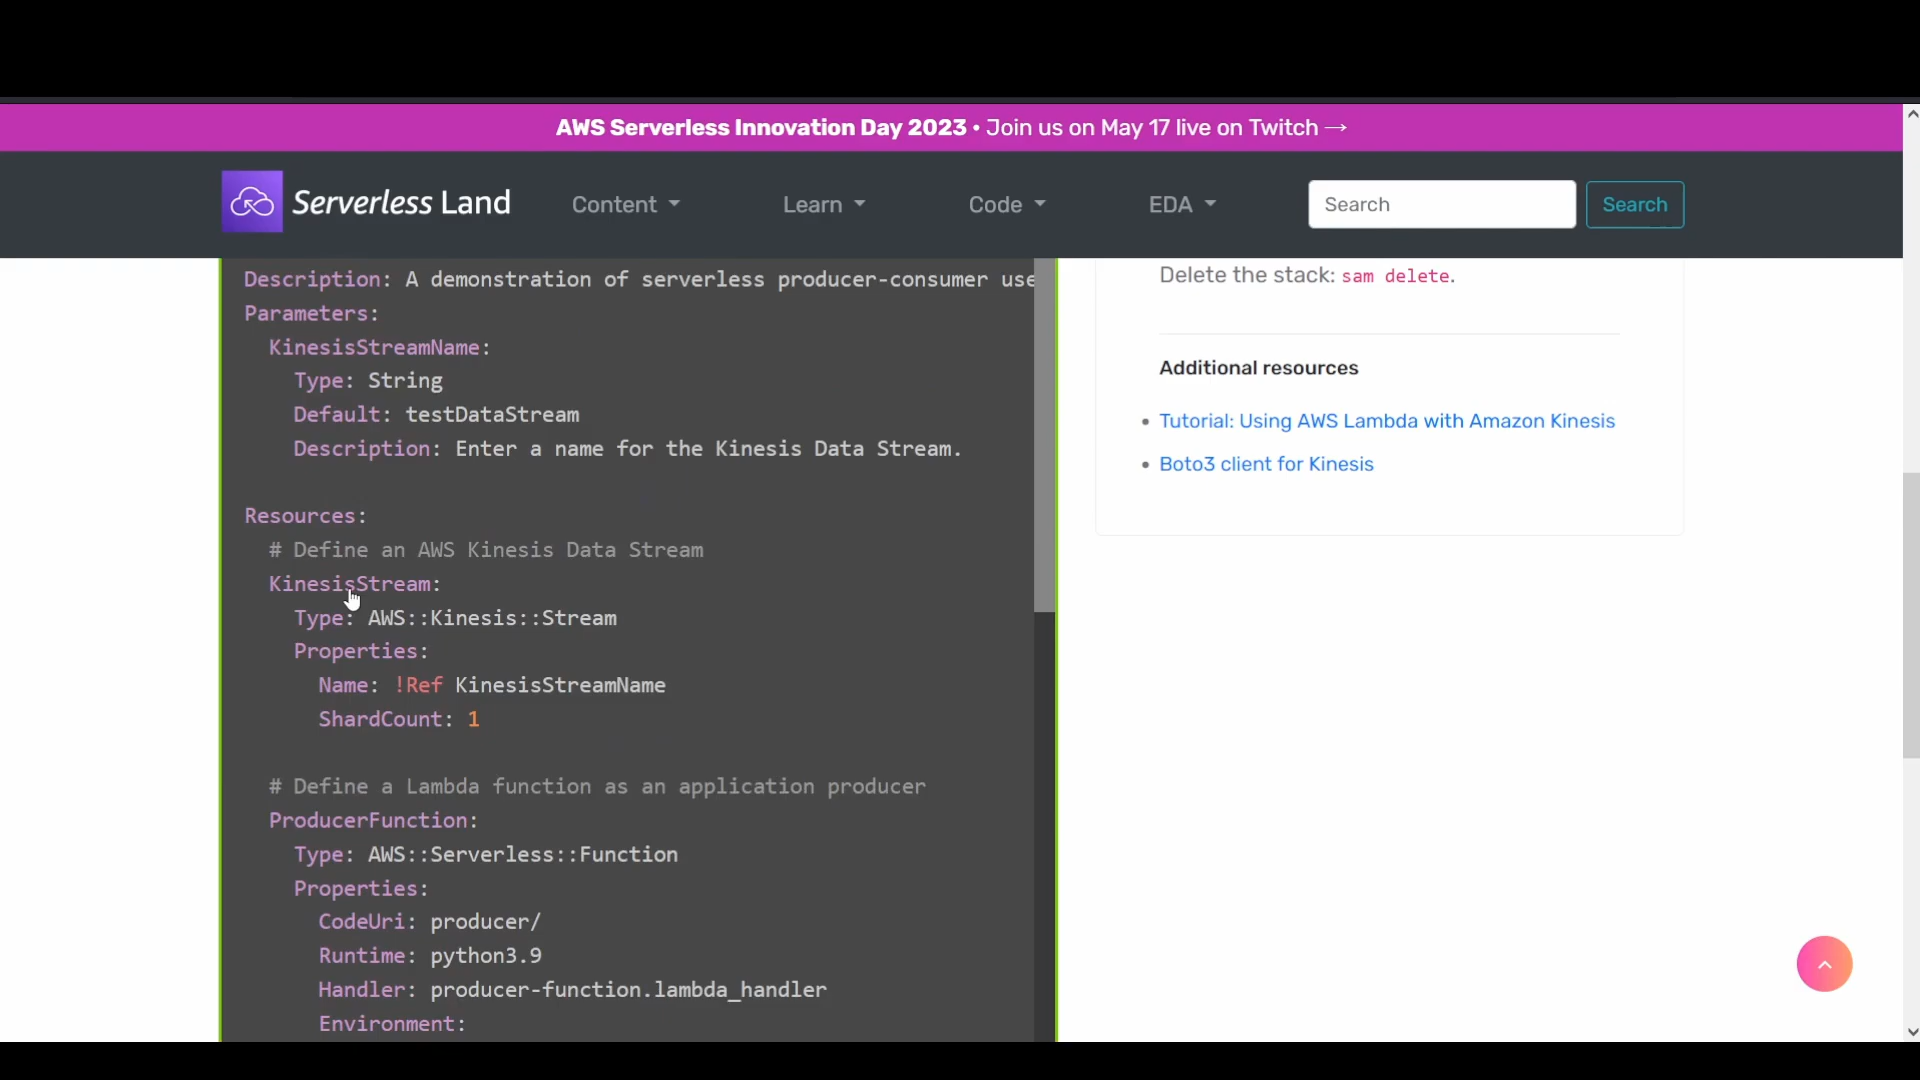 AWS Serverless Innovation Day 2023 • Join us on May 17 live on Twitch →
Serverless Land
Content
Learn
Code
EDA
Search
Search
Description: A demonstration of serverless producer-consumer use
Parameters:
KinesisStreamName:
Type: String
Default: testDataStream
Description: Enter a name for the Kinesis Data Stream.
Resources:
# Define an AWS Kinesis Data Stream
KinesisStream:
Type: AWS::Kinesis::Stream
Properties:
Name: !Ref KinesisStreamName
ShardCount: 1
# Define a Lambda function as an application producer
ProducerFunction:
Type: AWS::Serverless::Function
Properties:
CodeUri: producer/
Runtime: python3.9
Handler: producer-function.lambda_handler
Environment:
Delete the stack: sam delete.
Additional resources
• Tutorial: Using AWS Lambda with Amazon Kinesis
• Boto3 client for Kinesis